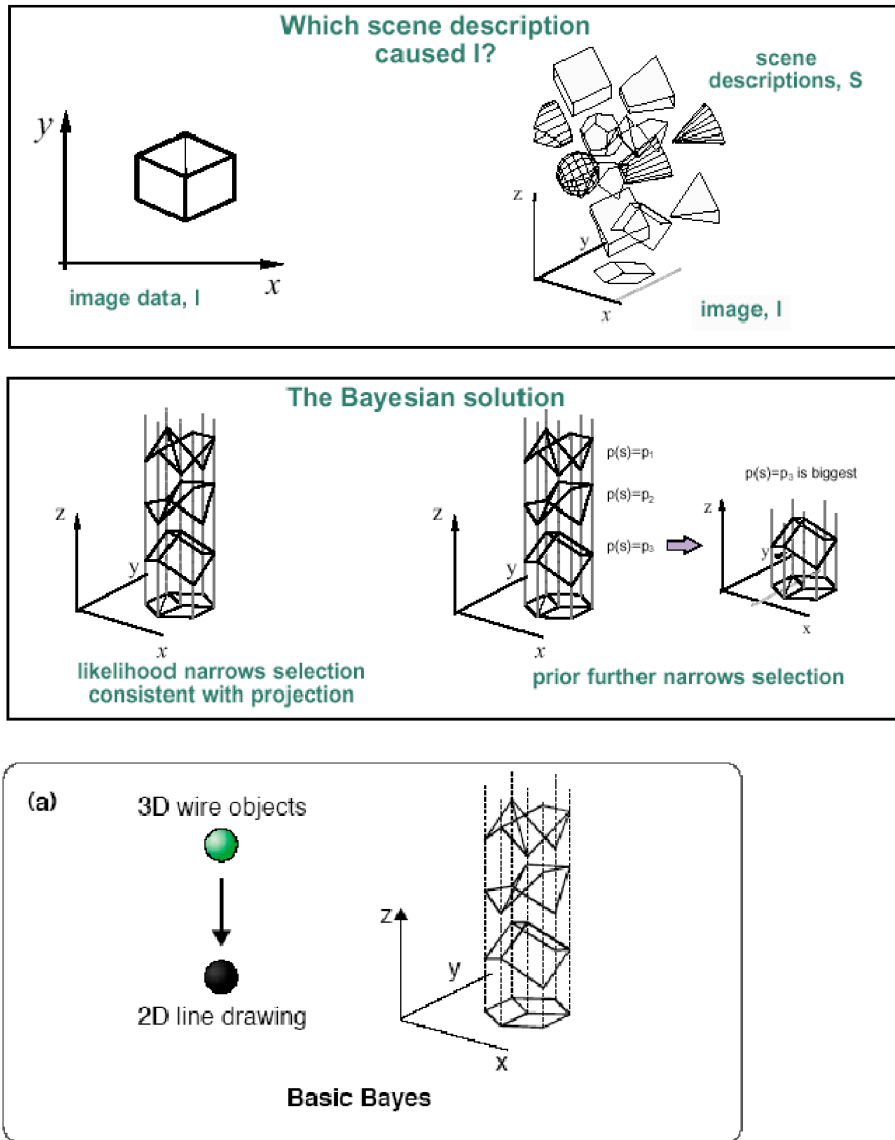 Which scene description
caused I?
scene
descriptions, S
y
x
image data, I
z
y
x
image, I
The Bayesian solution
z
y
x
likelihood narrows selection
consistent with projection
z
y
x
p(s)=p₁
p(s)=p₂
p(s)=p₃
p(s)=p₃ is biggest
z
y
x
prior further narrows selection
(a)
3D wire objects
2D line drawing
z
y
x
Basic Bayes